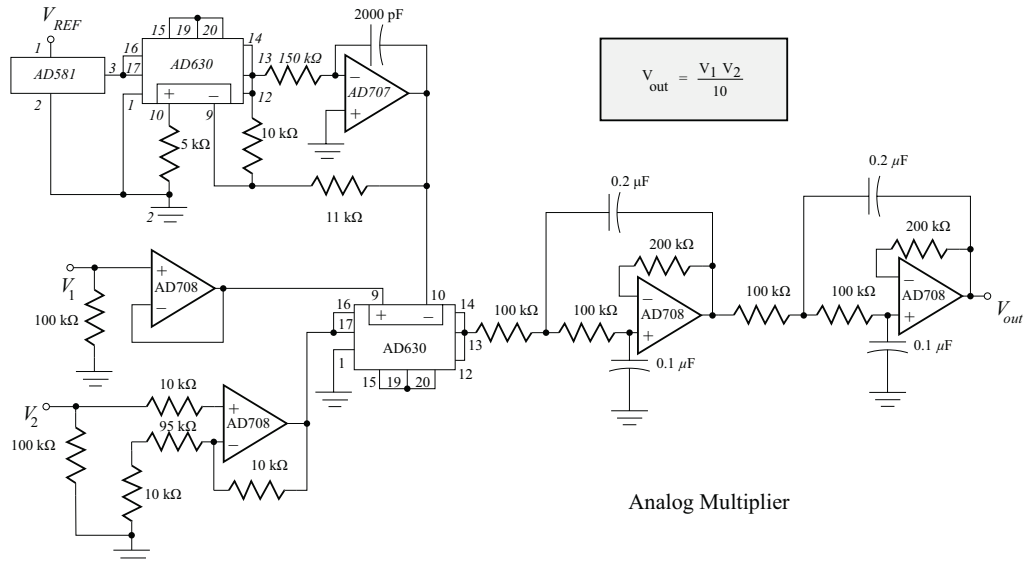 V_REF
1
AD581
3
2
15
19
20
16
17
1
AD630
14
13
12
+
−
10
9
150 kΩ
2000 pF
−
AD707
+
5 kΩ
10 kΩ
2
11 kΩ
V_out = V_1 V_2 / 10
V_1
+
AD708
−
100 kΩ
9
10
16
17
1
+
−
AD630
14
13
12
15
19
20
V_2
10 kΩ
+
AD708
95 kΩ
−
100 kΩ
10 kΩ
10 kΩ
100 kΩ
100 kΩ
0.2 µF
200 kΩ
−
AD708
+
0.1 µF
100 kΩ
100 kΩ
0.2 µF
200 kΩ
−
AD708
+
0.1 µF
V_out
Analog Multiplier